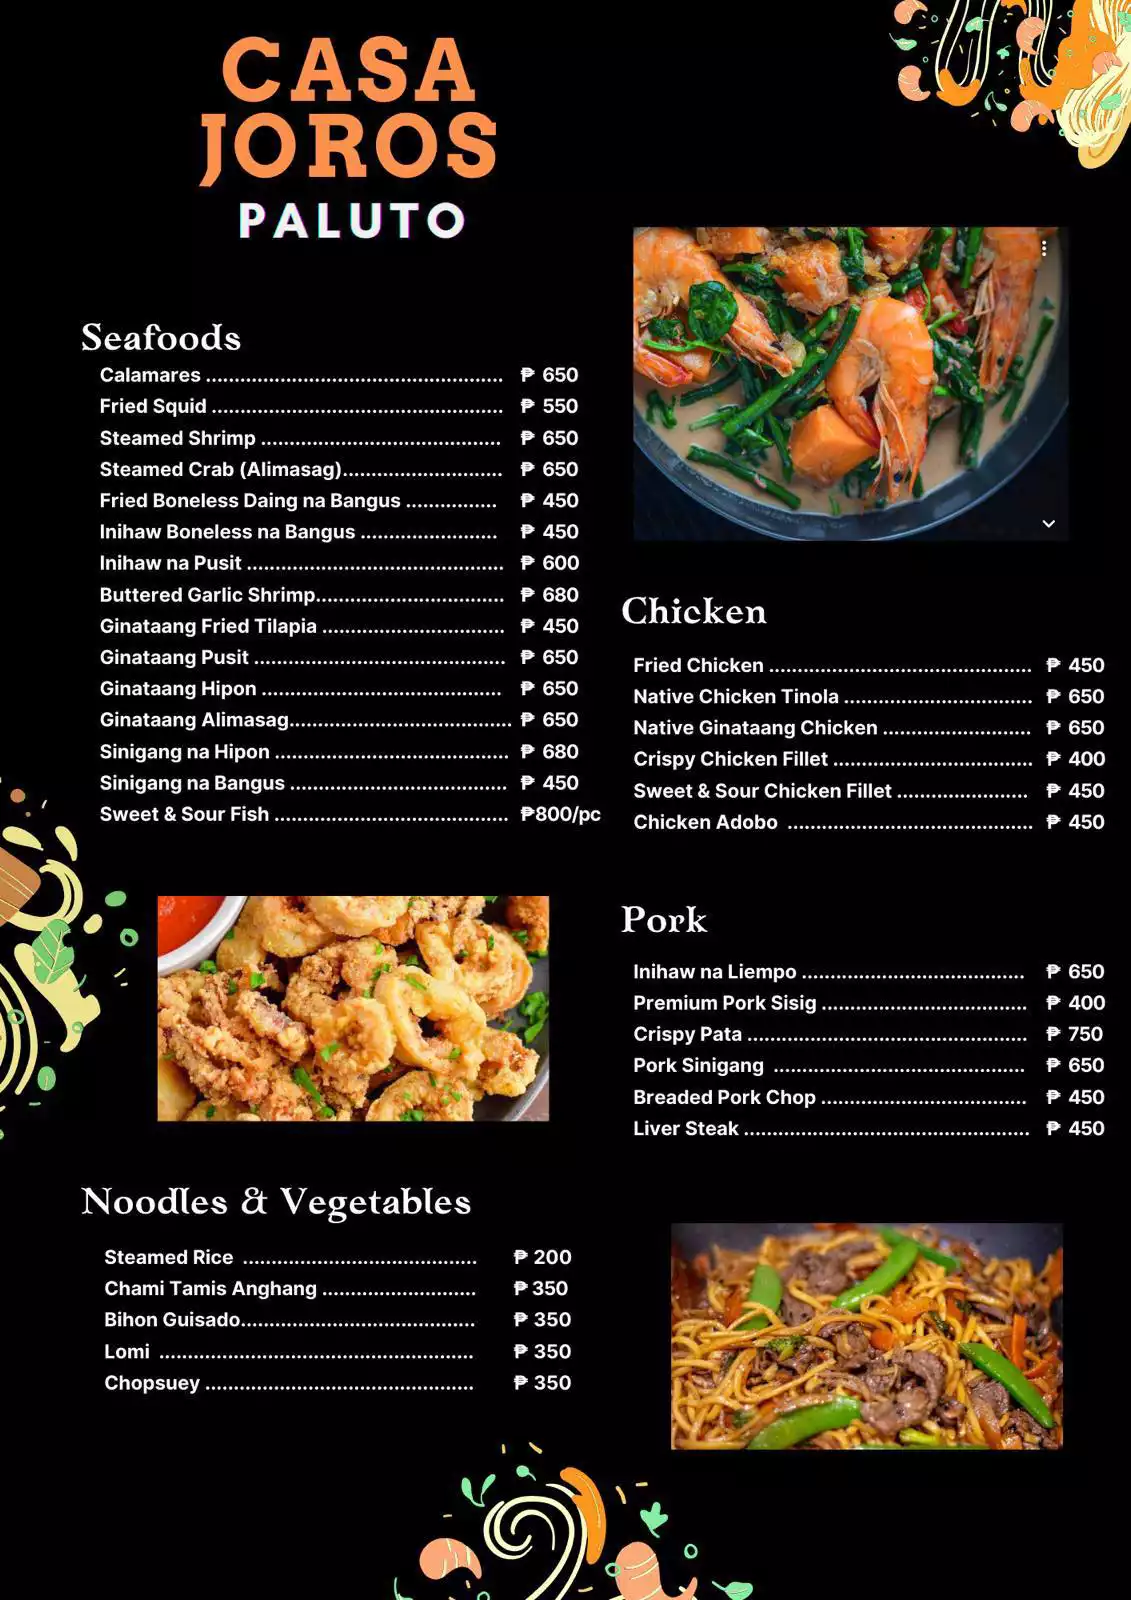 CASA
JOROS
PALUTO
Seafoods
Calamares .................................................... ₱ 650
Fried Squid ................................................... ₱ 550
Steamed Shrimp .......................................... ₱ 650
Steamed Crab (Alimasag)............................ ₱ 650
Fried Boneless Daing na Bangus ................ ₱ 450
Inihaw Boneless na Bangus ........................ ₱ 450
Inihaw na Pusit ............................................. ₱ 600
Buttered Garlic Shrimp................................. ₱ 680
Ginataang Fried Tilapia ................................ ₱ 450
Ginataang Pusit ............................................ ₱ 650
Ginataang Hipon .......................................... ₱ 650
Ginataang Alimasag....................................... ₱ 650
Sinigang na Hipon ......................................... ₱ 680
Sinigang na Bangus ...................................... ₱ 450
Sweet & Sour Fish ......................................... ₱800/pc
Chicken
Fried Chicken .............................................. ₱ 450
Native Chicken Tinola ................................. ₱ 650
Native Ginataang Chicken .......................... ₱ 650
Crispy Chicken Fillet ................................... ₱ 400
Sweet & Sour Chicken Fillet ....................... ₱ 450
Chicken Adobo ........................................... ₱ 450
Pork
Inihaw na Liempo ....................................... ₱ 650
Premium Pork Sisig .................................... ₱ 400
Crispy Pata ................................................. ₱ 750
Pork Sinigang ............................................ ₱ 650
Breaded Pork Chop .................................... ₱ 450
Liver Steak .................................................. ₱ 450
Noodles & Vegetables
Steamed Rice ......................................... ₱ 200
Chami Tamis Anghang ........................... ₱ 350
Bihon Guisado......................................... ₱ 350
Lomi ....................................................... ₱ 350
Chopsuey ............................................... ₱ 350